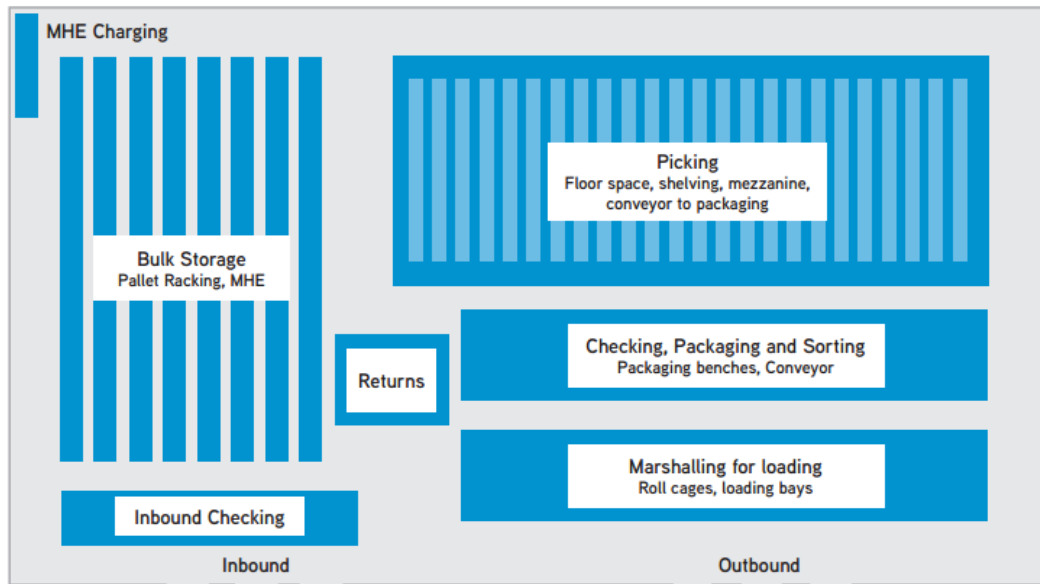 MHE Charging
Picking
Floor space, shelving, mezzanine,
conveyor to packaging
Bulk Storage
Pallet Racking, MHE
Checking, Packaging and Sorting
Packaging benches, Conveyor
Returns
Marshalling for loading
Roll cages, loading bays
Inbound Checking
Inbound
Outbound